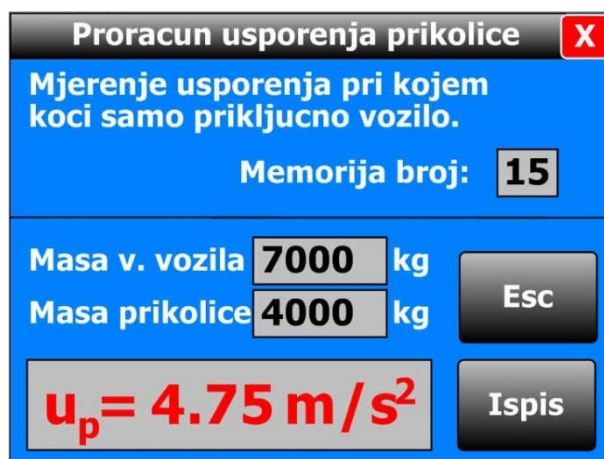 Proracun usporenja prikolice X
Mjerenje usporenja pri kojem
koci samo prikljucno vozilo.
Memorija broj: 15
Masa v. vozila 7000 kg
Masa prikolice 4000 kg
Esc
uₚ= 4.75 m/s²
Ispis